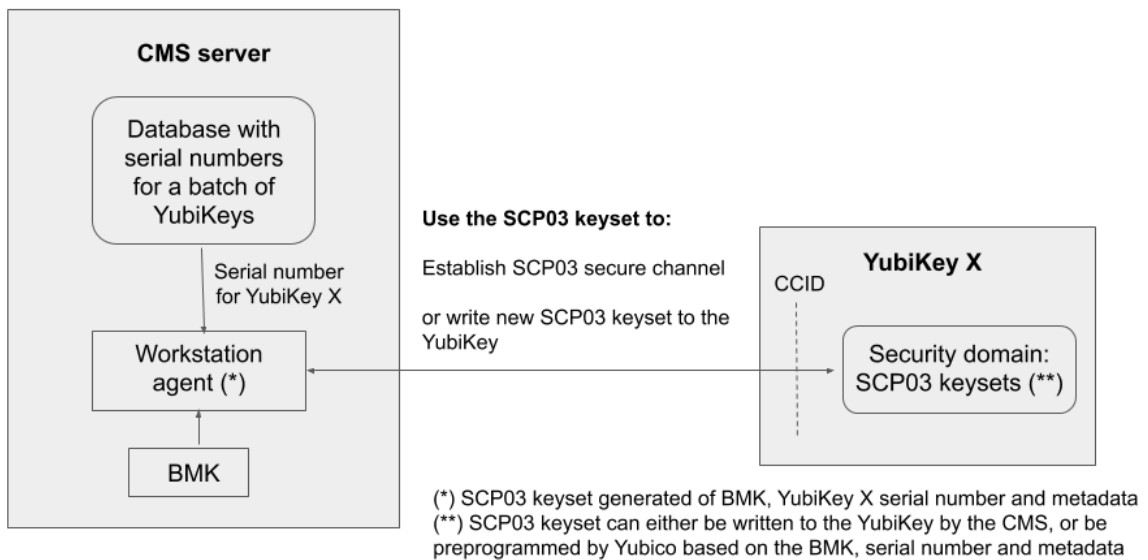 CMS server
Database with
serial numbers
for a batch of
YubiKeys
Serial number
for YubiKey X
Workstation
agent (*)
BMK
Use the SCP03 keyset to:
Establish SCP03 secure channel
or write new SCP03 keyset to the
YubiKey
YubiKey X
CCID
Security domain:
SCP03 keysets (**)
(*) SCP03 keyset generated of BMK, YubiKey X serial number and metadata
(**) SCP03 keyset can either be written to the YubiKey by the CMS, or be
preprogrammed by Yubico based on the BMK, serial number and metadata